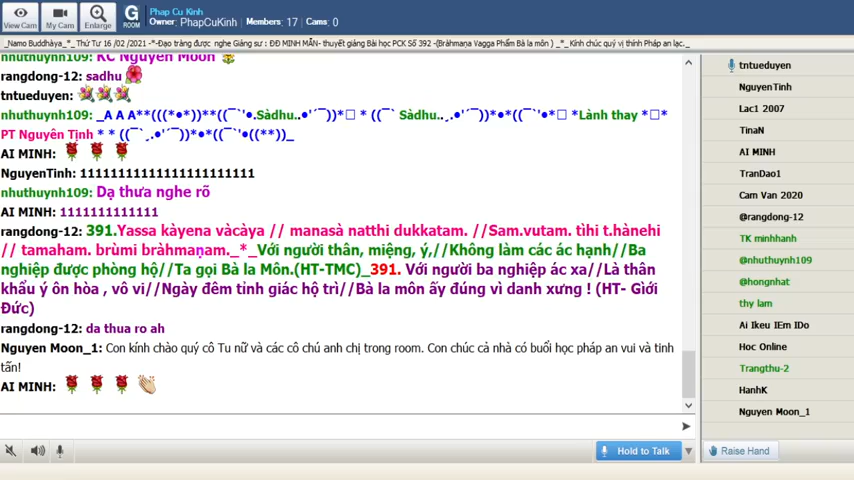 Phap Cu Kinh
Owner: PhapCuKinh Members: 17 Cams: 0
View Cam My Cam Enlarge G ROOM
_Namo Buddhàya_*_ Thứ Tư 16 /02 /2021 -*-Đạo tràng được nghe Giảng sư : ĐĐ MINH MẪN- thuyết giảng Bài học PCK Số 392 -(Bràhmana Vagga Phẩm Bà la môn ) _*_ Kính chúc quý vị thính Pháp an lạc._
nhuthuynh109: KC Nguyen Moon
rangdong-12: sadhu
tntueduyen:
nhuthuynh109: _A A A**(((*•*))**((¯`'•.Sàdhu..•'´¯))*•* * ((¯` Sàdhu..¸.•'´¯))*•*((¯`'•*□ *Lành thay *□*
PT Nguyên Tịnh * * ((¯`¸.•'´¯))*•*((¯`'•((**))_
AI MINH:
NguyenTinh: 11111111111111111111111111
nhuthuynh109: Dạ thưa nghe rõ
AI MINH: 1111111111111
rangdong-12: 391.Yassa kàyena vàcàya // manasà natthi dukkatam. //Sam.vutam. tìhi t.hànehi
// tamaham. brùmi bràhmaṇam._*_Với người thân, miệng, ý,//Không làm các ác hạnh//Ba
nghiệp được phòng hộ//Ta gọi Bà la Môn.(HT-TMC)_391. Với người ba nghiệp ác xa//Là thân
khẩu ý ôn hòa , vô vi//Ngày đêm tỉnh giác hộ trì//Bà la môn ấy đúng vì danh xưng ! (HT- Giới
Đức)
rangdong-12: da thua ro ah
Nguyen Moon_1: Con kính chào quý cô Tu nữ và các cô chú anh chị trong room. Con chúc cả nhà có buổi học pháp an vui và tinh
tấn!
AI MINH:
Hold to Talk
tntueduyen
NguyenTinh
Lac1 2007
TinaN
AI MINH
TranDao1
Cam Van 2020
@rangdong-12
TK minhhanh
@nhuthuynh109
@hongnhat
thy lam
Ai Ikeu IEm IDo
Hoc Online
Trangthu-2
HanhK
Nguyen Moon_1
Raise Hand